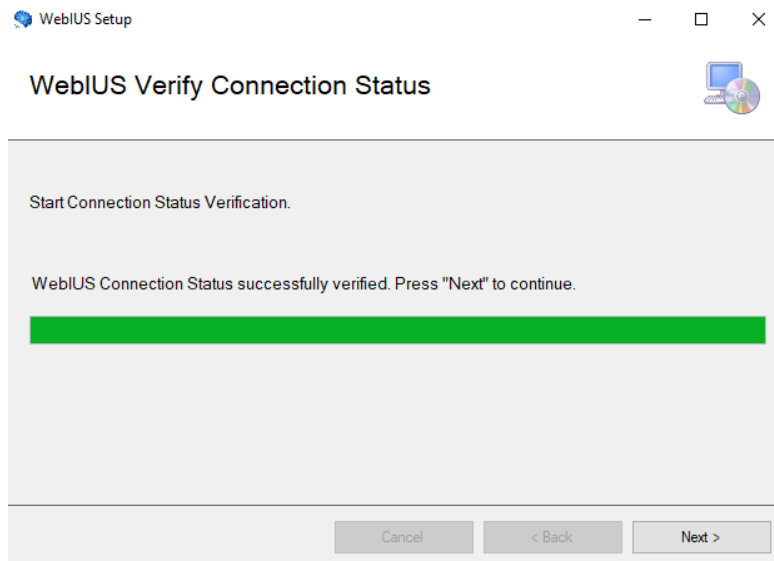 WebIUS Setup
WebIUS Verify Connection Status
Start Connection Status Verification.
WebIUS Connection Status successfully verified. Press "Next" to continue.
Cancel
< Back
Next >